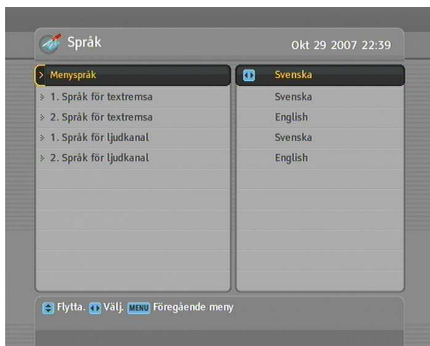 Språk Okt 29 2007 22:39
Menyspråk Svenska
1. Språk för textremsa Svenska
2. Språk för textremsa English
1. Språk för ljudkanal Svenska
2. Språk för ljudkanal English
Flytta. Välj. MENU Föregående meny